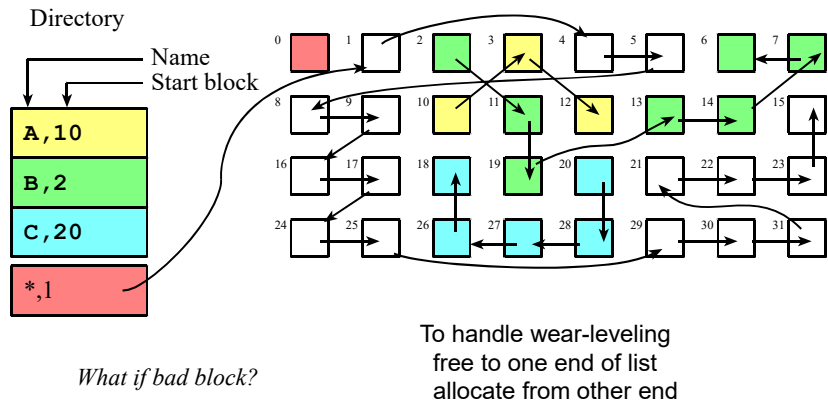 Directory
Name
Start block
A,10
B,2
C,20
*,1
0 1 2 3 4 5 6 7
8 9 10 11 12 13 14 15
16 17 18 19 20 21 22 23
24 25 26 27 28 29 30 31
What if bad block?
To handle wear-leveling
free to one end of list
allocate from other end